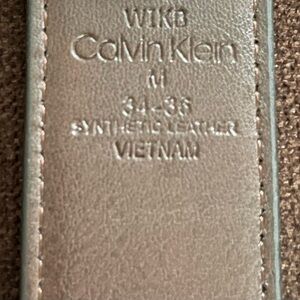 WIKB
Calvin Klein
M
34-36
SYNTHETIC LEATHER
VIETNAM